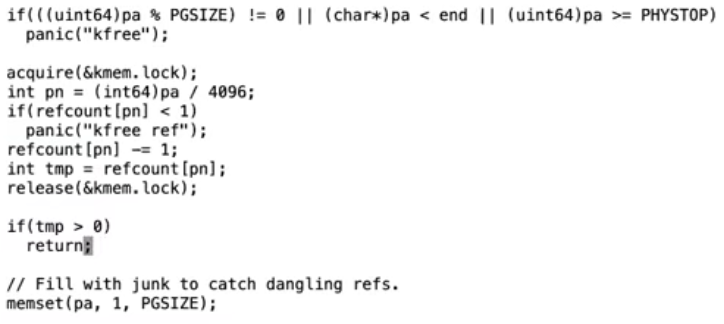 if(((uint64)pa % PGSIZE) != 0 || (char*)pa < end || (uint64)pa >= PHYSTOP)
  panic("kfree");

acquire(&kmem.lock);
int pn = (int64)pa / 4096;
if(refcount[pn] < 1)
  panic("kfree ref");
refcount[pn] -= 1;
int tmp = refcount[pn];
release(&kmem.lock);

if(tmp > 0)
  return;

// Fill with junk to catch dangling refs.
memset(pa, 1, PGSIZE);